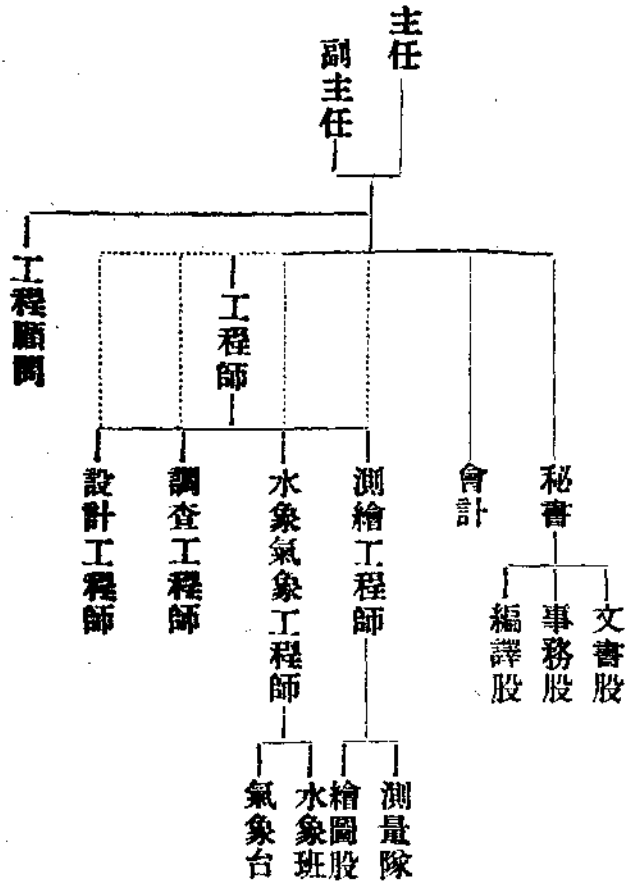 主任
副主任
工程顧問
工程師
秘書
會計
測繪工程師
水象氣象工程師
調查工程師
設計工程師
文書股
事務股
編譯股
測量隊
繪圖股
水象班
氣象台